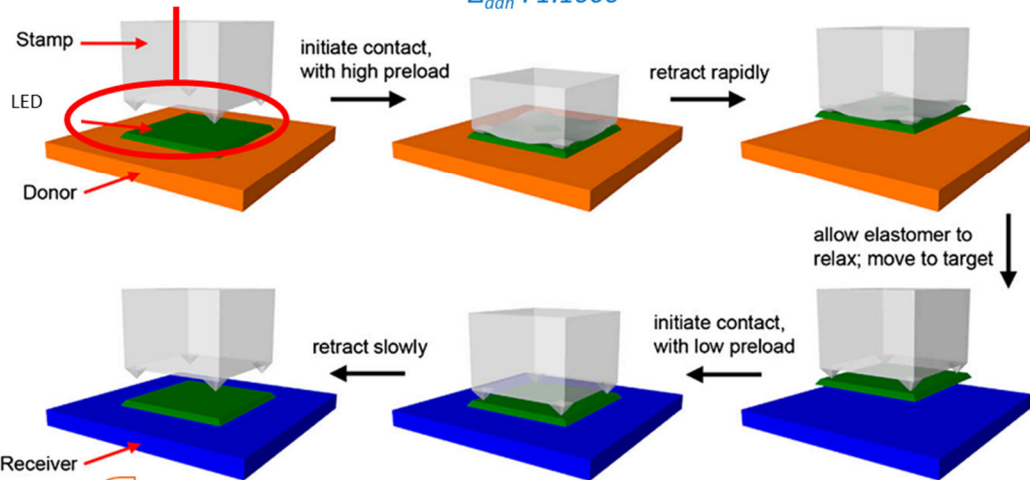 Stamp
LED
Donor
initiate contact,
with high preload
retract rapidly
allow elastomer to
relax; move to target
initiate contact,
with low preload
retract slowly
Receiver